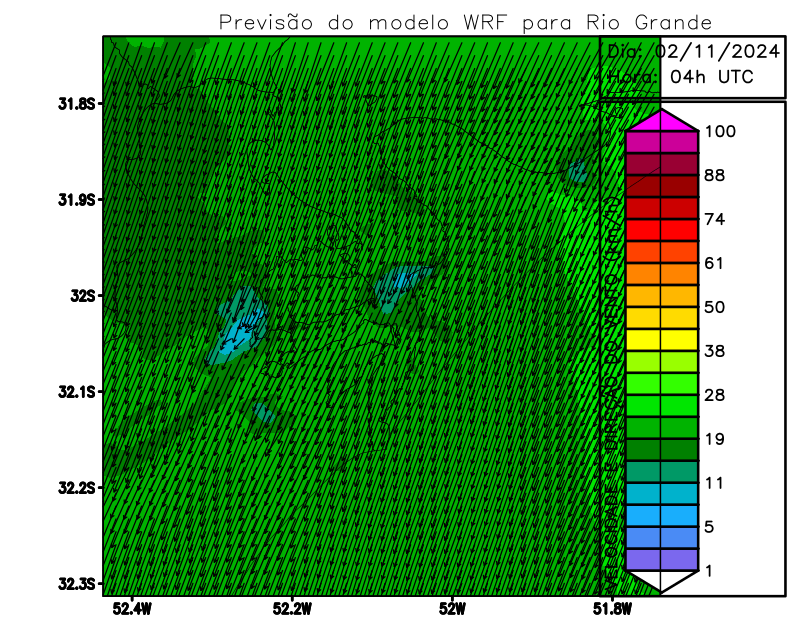 Previsão do modelo WRF para Rio Grande
Dia: 02/11/2024
Hora: 04h UTC
VELOCIDADE E DIREÇÃO DO VENTO (km/h)
100
88
74
61
50
38
28
19
11
5
1
31.8S
31.9S
32S
32.1S
32.2S
32.3S
52.4W
52.2W
52W
51.8W